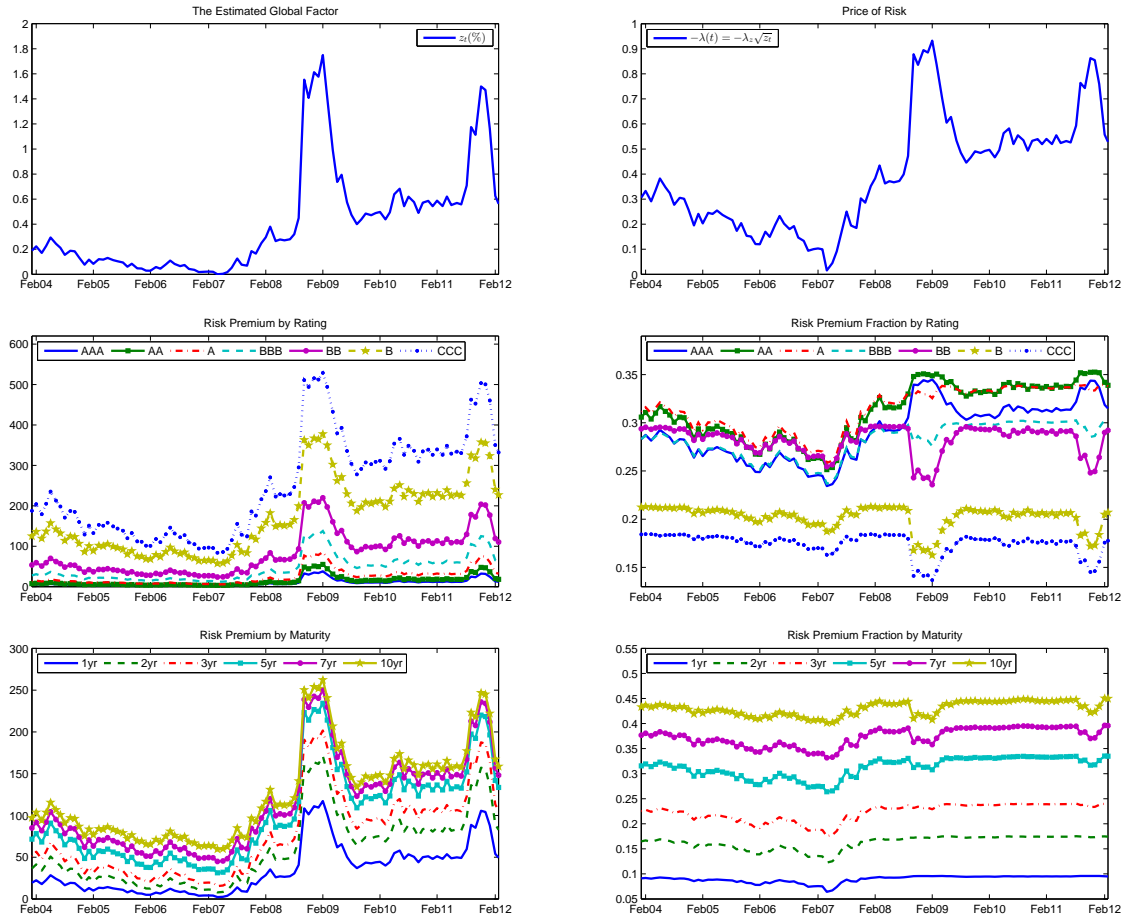 The Estimated Global Factor
z_t(%)
2
1.8
1.6
1.4
1.2
1
0.8
0.6
0.4
0.2
0
Feb04 Feb05 Feb06 Feb07 Feb08 Feb09 Feb10 Feb11 Feb12
Price of Risk
−λ(t) = −λ_z√z_t
1
0.9
0.8
0.7
0.6
0.5
0.4
0.3
0.2
0.1
0
Feb04 Feb05 Feb06 Feb07 Feb08 Feb09 Feb10 Feb11 Feb12
Risk Premium by Rating
AAA AA A BBB BB B CCC
600
500
400
300
200
100
0
Feb04 Feb05 Feb06 Feb07 Feb08 Feb09 Feb10 Feb11 Feb12
Risk Premium Fraction by Rating
AAA AA A BBB BB B CCC
0.35
0.3
0.25
0.2
0.15
Feb04 Feb05 Feb06 Feb07 Feb08 Feb09 Feb10 Feb11 Feb12
Risk Premium by Maturity
1yr 2yr 3yr 5yr 7yr 10yr
300
250
200
150
100
50
0
Feb04 Feb05 Feb06 Feb07 Feb08 Feb09 Feb10 Feb11 Feb12
Risk Premium Fraction by Maturity
1yr 2yr 3yr 5yr 7yr 10yr
0.55
0.5
0.45
0.4
0.35
0.3
0.25
0.2
0.15
0.1
0.05
Feb04 Feb05 Feb06 Feb07 Feb08 Feb09 Feb10 Feb11 Feb12